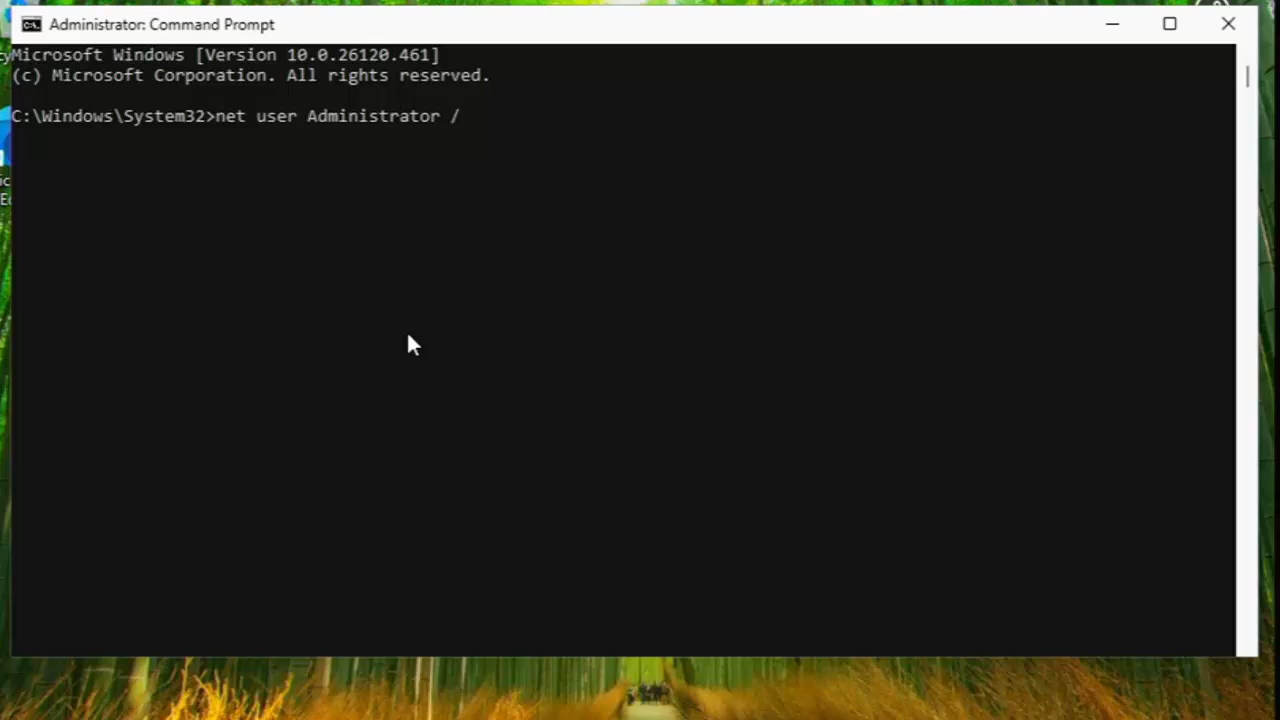 Administrator: Command Prompt
Microsoft Windows [Version 10.0.26120.461]
(c) Microsoft Corporation. All rights reserved.
C:\Windows\System32>net user Administrator /